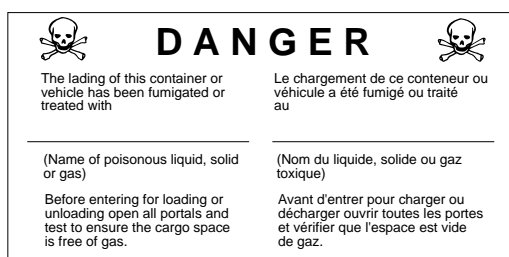 DANGER
The lading of this container or
vehicle has been fumigated or
treated with
(Name of poisonous liquid, solid
or gas)
Before entering for loading or
unloading open all portals and
test to ensure the cargo space
is free of gas.
Le chargement de ce conteneur ou
véhicule a été fumigé ou traité
au
(Nom du liquide, solide ou gaz
toxique)
Avant d'entrer pour charger ou
décharger ouvrir toutes les portes
et vérifier que l'espace est vide
de gaz.